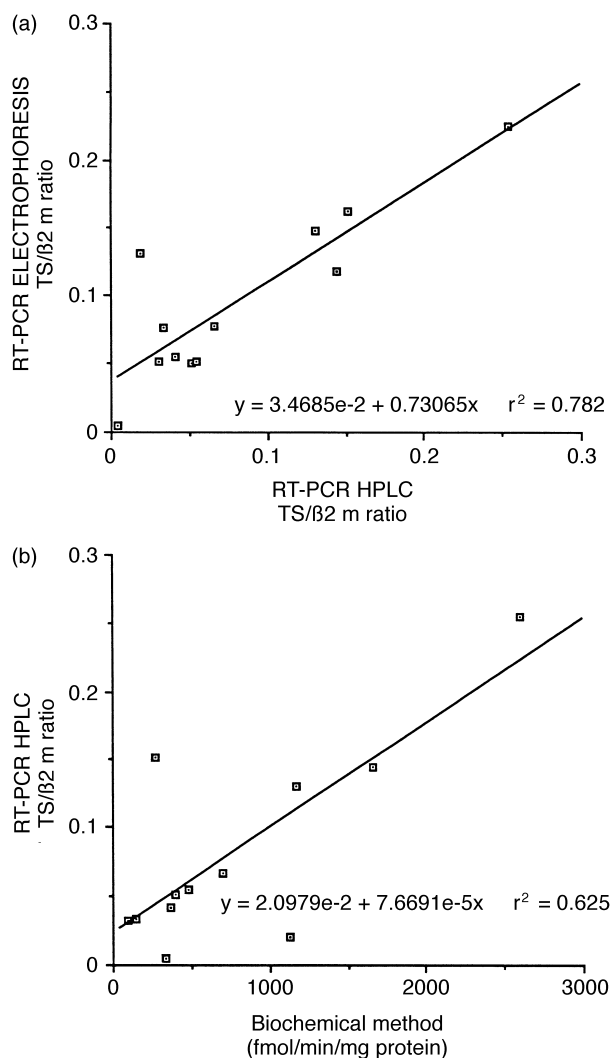 (a)
0.3
0.2
0.1
0
RT-PCR ELECTROPHORESIS
TS/ß2 m ratio
y = 3.4685e-2 + 0.73065x r² = 0.782
0 0.1 0.2 0.3
RT-PCR HPLC
TS/ß2 m ratio
(b)
0.3
0.2
0.1
0
RT-PCR HPLC
TS/ß2 m ratio
y = 2.0979e-2 + 7.6691e-5x r² = 0.625
0 1000 2000 3000
Biochemical method
(fmol/min/mg protein)